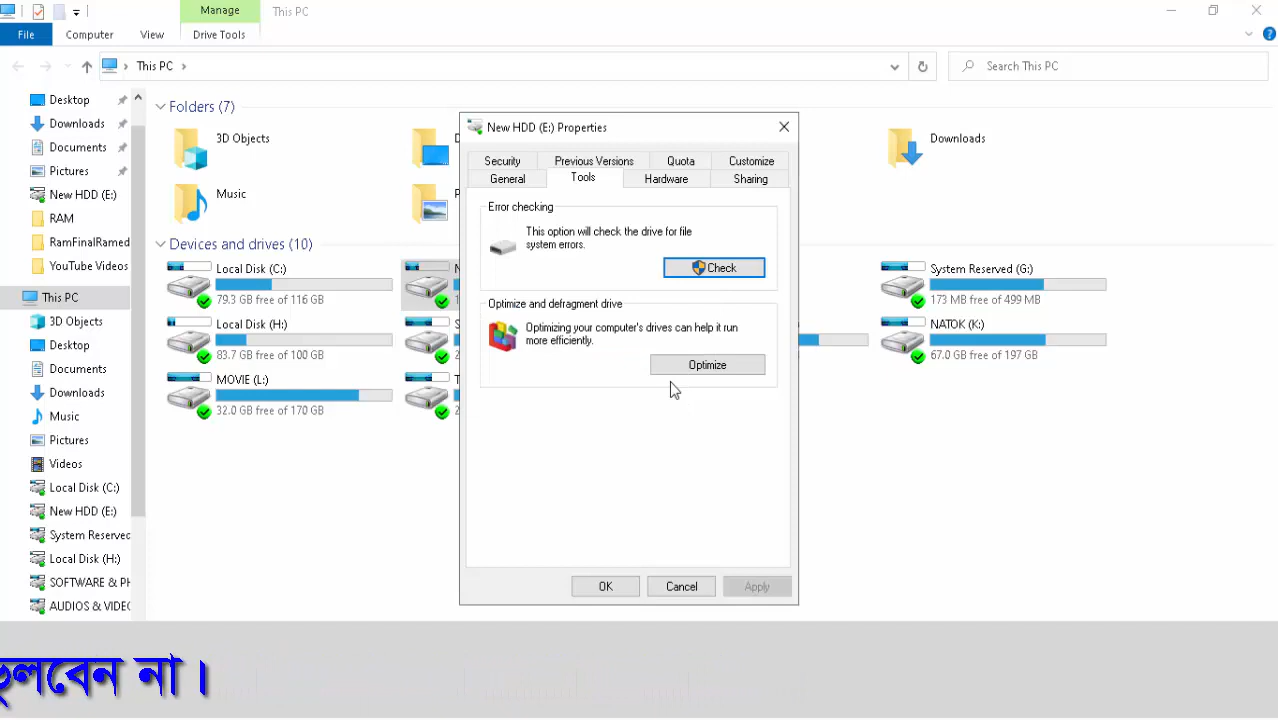 Manage
This PC
File
Computer
View
Drive Tools
This PC
Search This PC
Desktop
Downloads
Documents
Pictures
New HDD (E:)
RAM
RamFinalRamed
YouTube Videos
This PC
3D Objects
Desktop
Documents
Downloads
Music
Pictures
Videos
Local Disk (C:)
New HDD (E:)
System Reserved
Local Disk (H:)
SOFTWARE & PH
AUDIOS & VIDEO
Folders (7)
3D Objects
Downloads
Music
Devices and drives (10)
Local Disk (C:)
79.3 GB free of 116 GB
System Reserved (G:)
173 MB free of 499 MB
Local Disk (H:)
83.7 GB free of 100 GB
NATOK (K:)
67.0 GB free of 197 GB
MOVIE (L:)
32.0 GB free of 170 GB
New HDD (E:) Properties
Security
Previous Versions
Quota
Customize
General
Tools
Hardware
Sharing
Error checking
This option will check the drive for file
system errors.
Check
Optimize and defragment drive
Optimizing your computer's drives can help it run
more efficiently.
Optimize
OK
Cancel
Apply
ভুলবেন না।